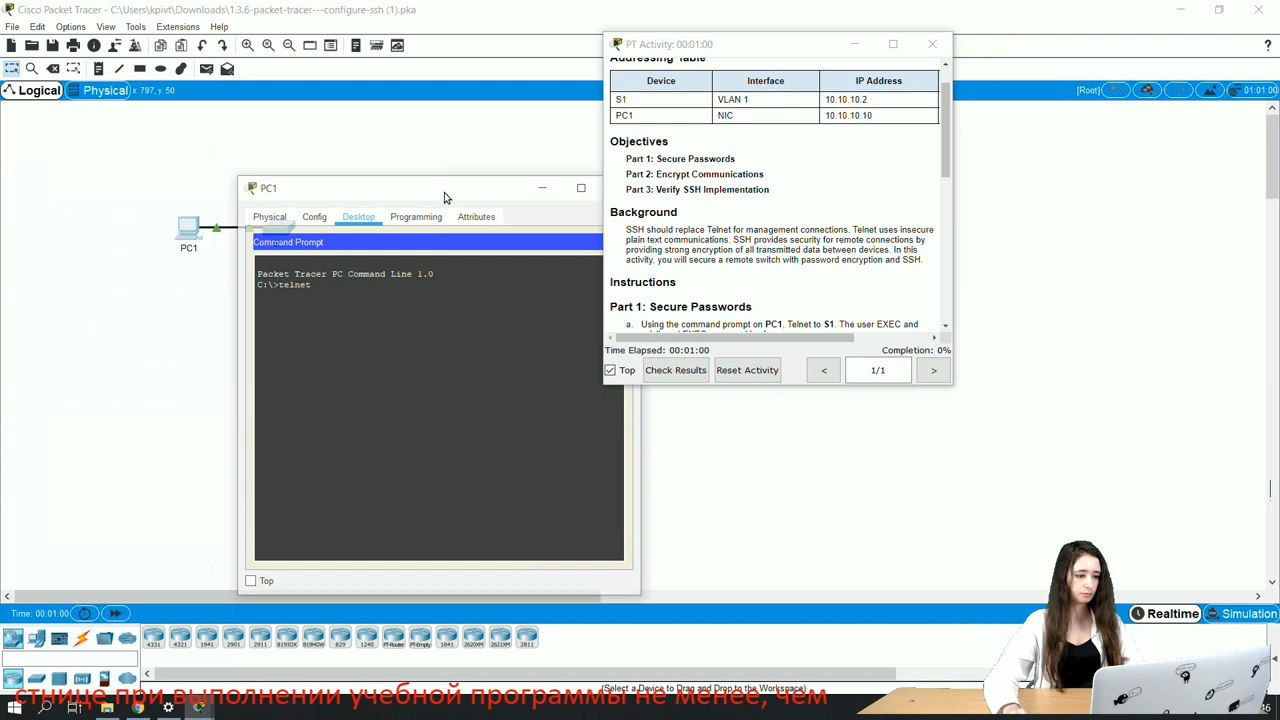 Cisco Packet Tracer - C:\Users\kpivt\Downloads\1.3.6-packet-tracer---configure-ssh (1).pka
File Edit Options View Tools Extensions Help
Logical Physical x: 797, y: 50
[Root] 01:01:00
PT Activity: 00:01:00
Addressing Table
Device Interface IP Address
S1 VLAN 1 10.10.10.2
PC1 NIC 10.10.10.10
Objectives
Part 1: Secure Passwords
Part 2: Encrypt Communications
Part 3: Verify SSH Implementation
Background
SSH should replace Telnet for management connections. Telnet uses insecure
plain text communications. SSH provides security for remote connections by
providing strong encryption of all transmitted data between devices. In this
activity, you will secure a remote switch with password encryption and SSH.
Instructions
Part 1: Secure Passwords
a. Using the command prompt on PC1, Telnet to S1. The user EXEC and
Time Elapsed: 00:01:00 Completion: 0%
Top Check Results Reset Activity < 1/1 >
PC1
PC1
Physical Config Desktop Programming Attributes
Command Prompt
Packet Tracer PC Command Line 1.0
C:\>telnet
Top
Time: 00:01:00
Realtime Simulation
4331 4321 1941 2901 2911 819IOX 819HGW 829 1240 PT-Router PT-Empty 1841 2620XM 2621XM 2811
(Select a Device to Drag and Drop to the Workspace)
стнице при выполнении учебной программы не менее, чем